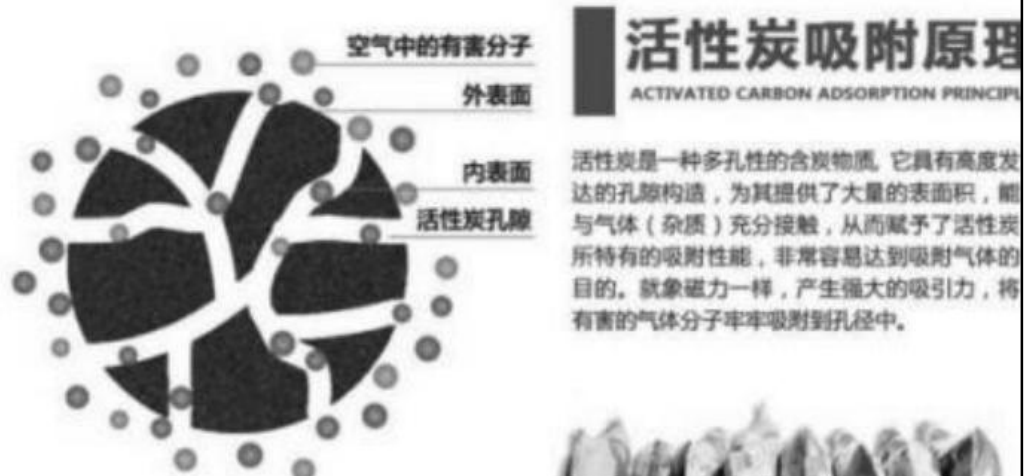 空气中的有害分子
外表面
内表面
活性炭孔隙
活性炭吸附原理
ACTIVATED CARBON ADSORPTION PRINCIPL
活性炭是一种多孔性的含炭物质,它具有高度发
达的孔隙构造，为其提供了大量的表面积，能
与气体（杂质）充分接触，从而赋予了活性炭
所特有的吸附性能，非常容易达到吸附气体的
目的。就象磁力一样，产生强大的吸引力，将
有害的气体分子牢牢吸附到孔径中。